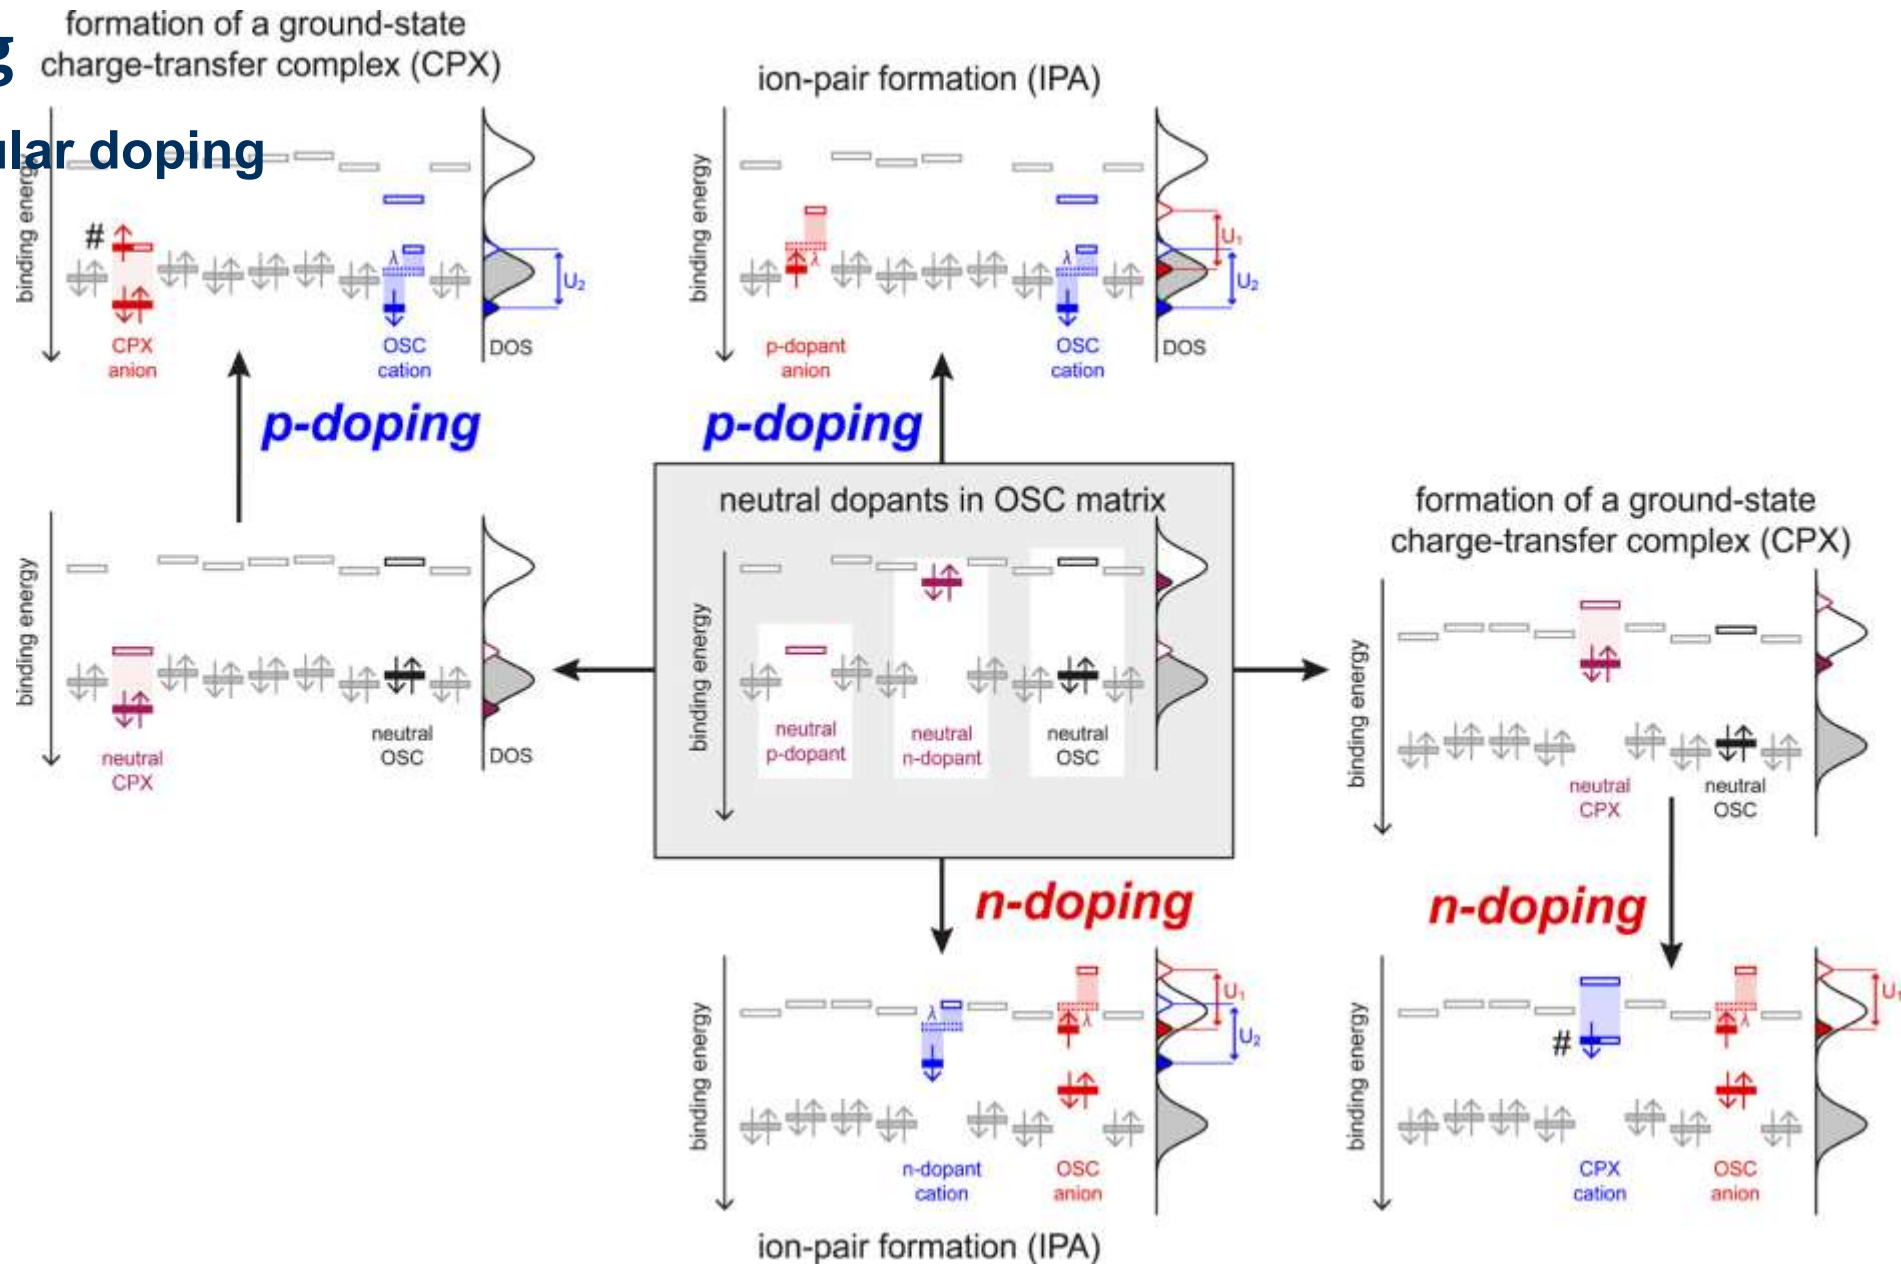 g
ular doping
formation of a ground-state
charge-transfer complex (CPX)
binding energy
#
λ
U2
CPX
anion
OSC
cation
DOS
p-doping
ion-pair formation (IPA)
binding energy
λ
λ
U1
U2
p-dopant
anion
OSC
cation
DOS
p-doping
binding energy
neutral
CPX
neutral
OSC
DOS
neutral dopants in OSC matrix
binding energy
neutral
p-dopant
neutral
n-dopant
neutral
OSC
formation of a ground-state
charge-transfer complex (CPX)
binding energy
neutral
CPX
neutral
OSC
n-doping
binding energy
λ
λ
U1
U2
n-dopant
cation
OSC
anion
ion-pair formation (IPA)
n-doping
binding energy
#
λ
U1
CPX
cation
OSC
anion